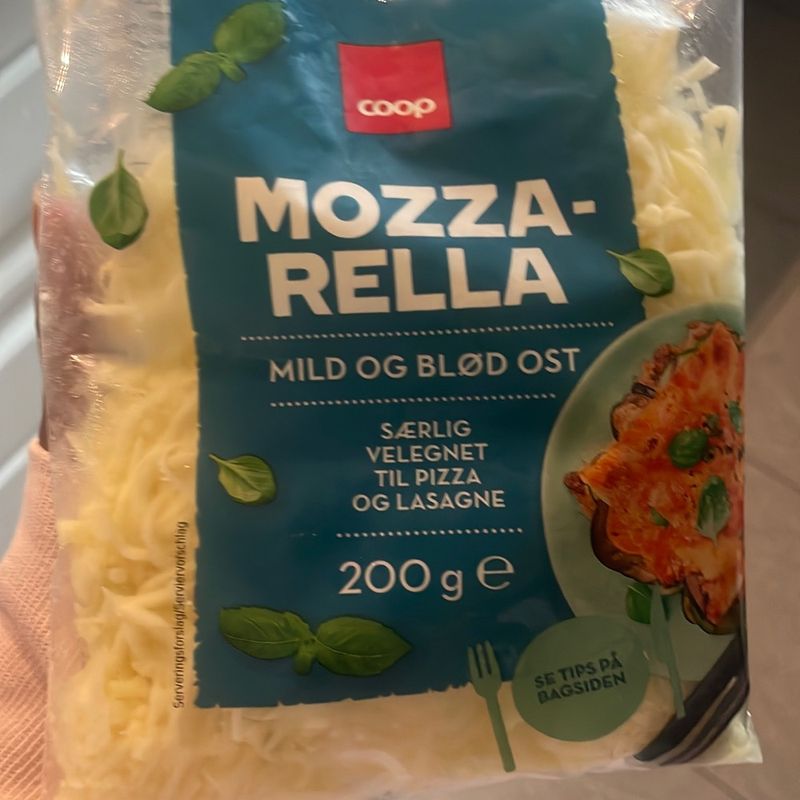 coop
MOZZA-
RELLA
MILD OG BLØD OST
SÆRLIG
VELEGNET
TIL PIZZA
OG LASAGNE
200 g ℮
Serveringsforslag/Serviervorschlag
SE TIPS PÅ
BAGSIDEN